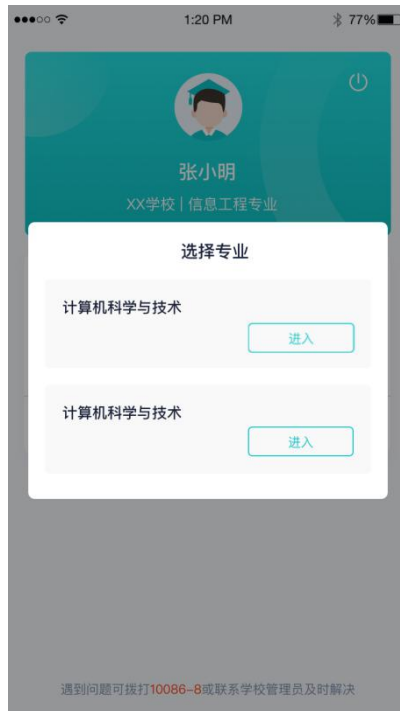 1:20 PM
77%
张小明
XX学校 | 信息工程专业
选择专业
计算机科学与技术
进入
计算机科学与技术
进入
遇到问题可拨打10086-8或联系学校管理员及时解决